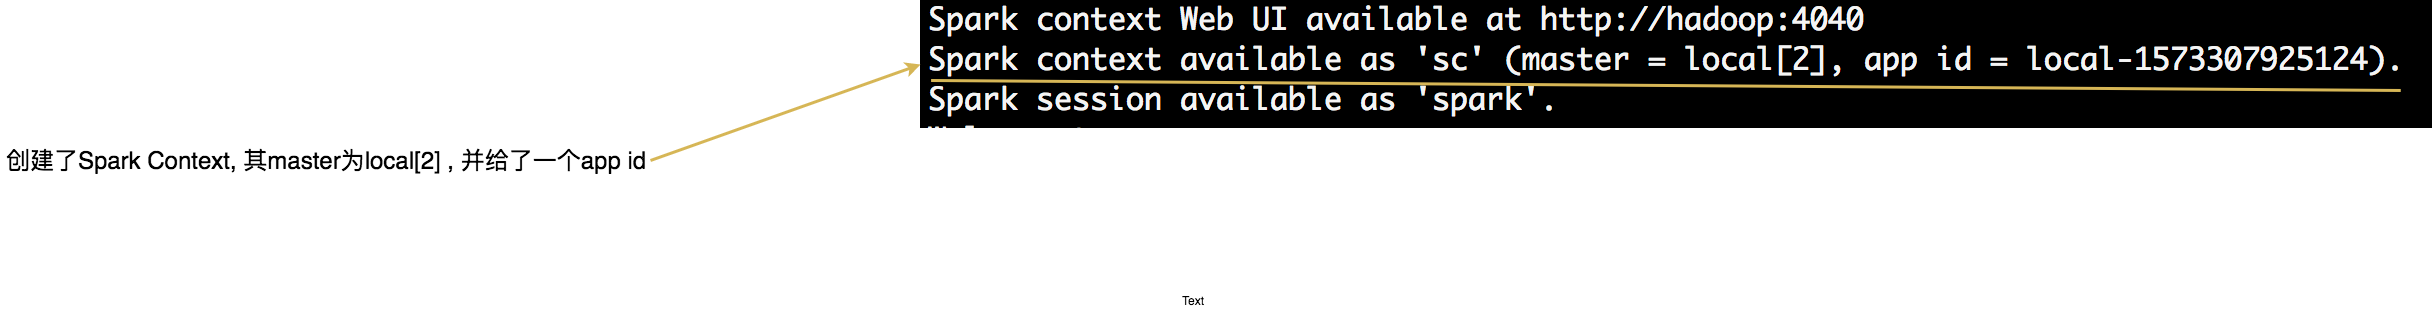 Spark context Web UI available at http://hadoop:4040
Spark context available as 'sc' (master = local[2], app id = local-1573307925124).
Spark session available as 'spark'.
创建了Spark Context, 其master为local[2] , 并给了一个app id
Text